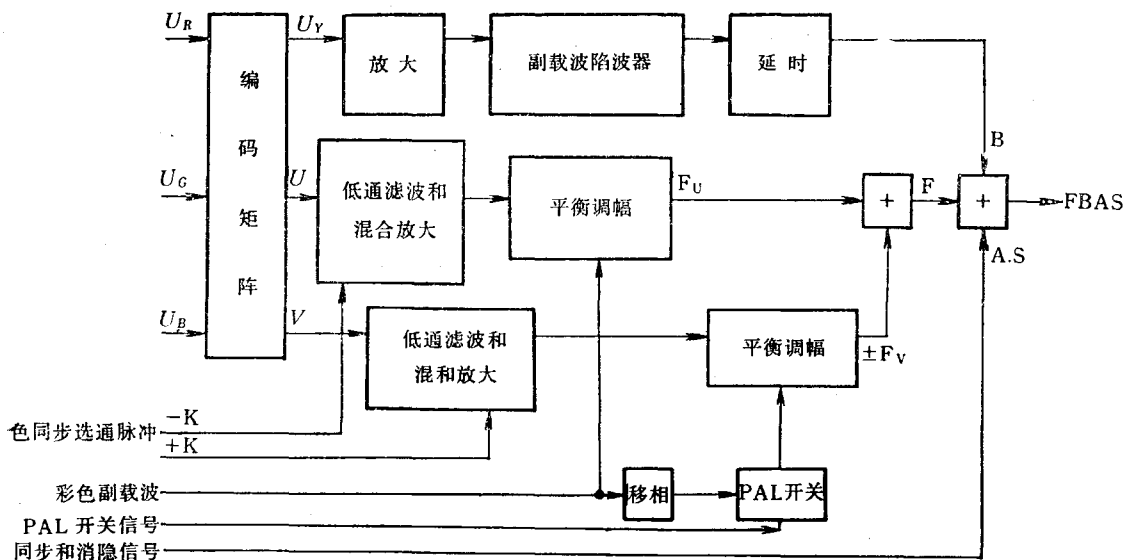 U_R
U_Y
放大
副载波陷波器
延时
编码矩阵
B
U_G
U
低通滤波和
混合放大
平衡调幅
F_U
+
F
+
FBAS
A.S
U_B
V
低通滤波和
混和放大
平衡调幅
±F_V
色同步选通脉冲
-K
+K
彩色副载波
移相
PAL开关
PAL 开关信号
同步和消隐信号